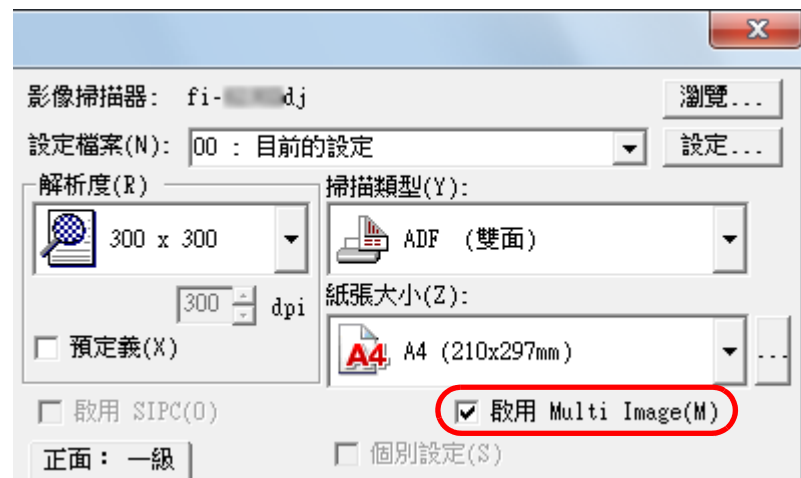 影像掃描器: fi- dj
瀏覽...
設定檔案(N): 00 : 目前的設定
設定...
解析度(R)
300 x 300
300 dpi
預定義(X)
掃描類型(Y):
ADF (雙面)
紙張大小(Z):
A4 A4 (210x297mm)
...
啟用 SIPC(O)
啟用 Multi Image(M)
正面: 一級
個別設定(S)